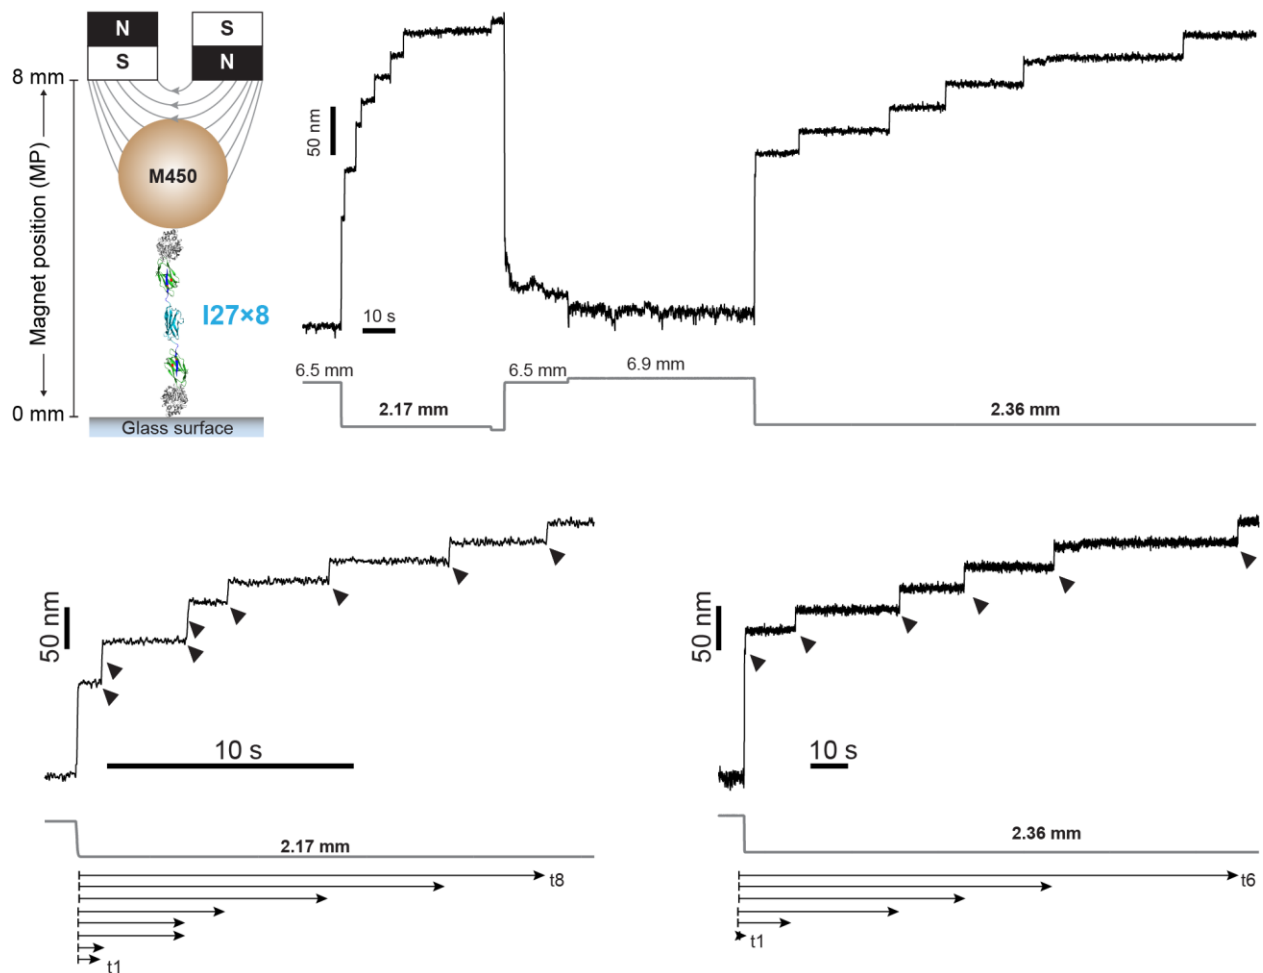 N
S
S
N
8 mm
Magnet position (MP)
M450
I27×8
0 mm
Glass surface
50 nm
10 s
6.5 mm
2.17 mm
6.5 mm
6.9 mm
2.36 mm
50 nm
10 s
2.17 mm
t8
t1
50 nm
10 s
2.36 mm
t6
t1